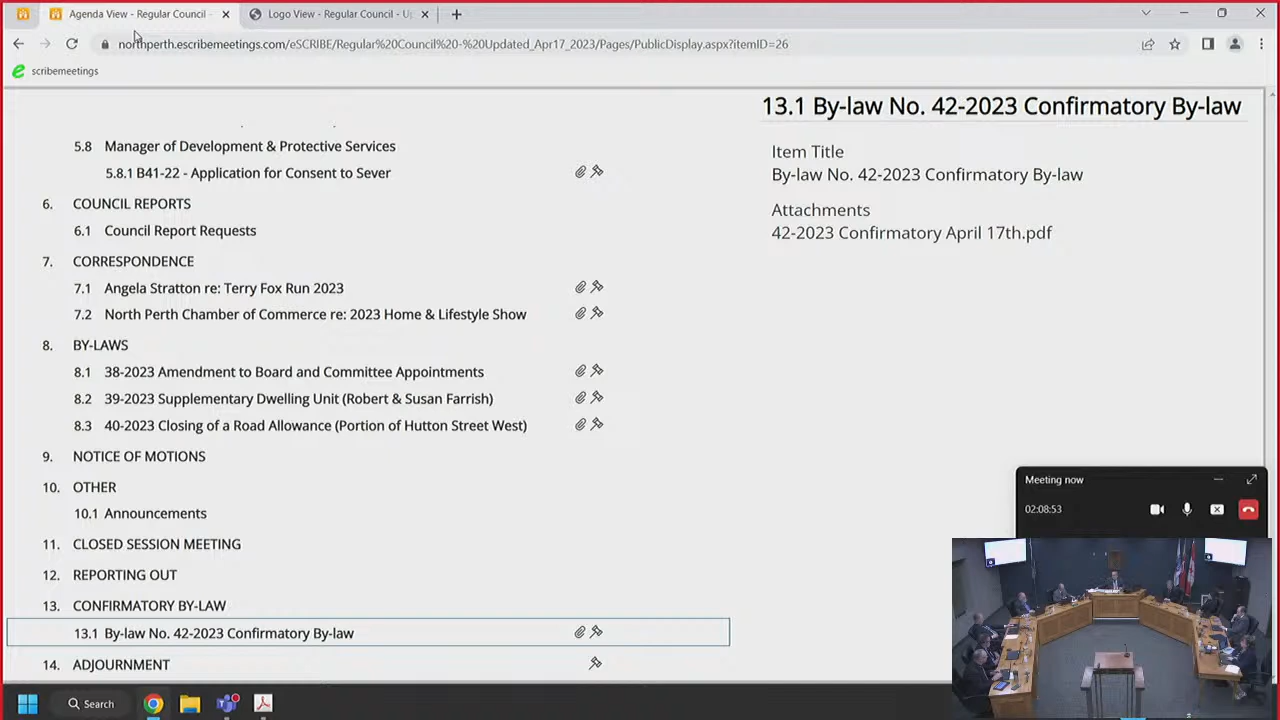 Agenda View - Regular Council -
Logo View - Regular Council - Up
northperth.escribemeetings.com/eSCRIBE/Regular%20Council%20-%20Updated_Apr17_2023/Pages/PublicDisplay.aspx?itemID=26
scribemeetings
13.1 By-law No. 42-2023 Confirmatory By-law
Item Title
By-law No. 42-2023 Confirmatory By-law
Attachments
42-2023 Confirmatory April 17th.pdf
5.8 Manager of Development & Protective Services
5.8.1 B41-22 - Application for Consent to Sever
6. COUNCIL REPORTS
6.1 Council Report Requests
7. CORRESPONDENCE
7.1 Angela Stratton re: Terry Fox Run 2023
7.2 North Perth Chamber of Commerce re: 2023 Home & Lifestyle Show
8. BY-LAWS
8.1 38-2023 Amendment to Board and Committee Appointments
8.2 39-2023 Supplementary Dwelling Unit (Robert & Susan Farrish)
8.3 40-2023 Closing of a Road Allowance (Portion of Hutton Street West)
9. NOTICE OF MOTIONS
10. OTHER
10.1 Announcements
11. CLOSED SESSION MEETING
12. REPORTING OUT
13. CONFIRMATORY BY-LAW
13.1 By-law No. 42-2023 Confirmatory By-law
14. ADJOURNMENT
Meeting now
02:08:53
Search